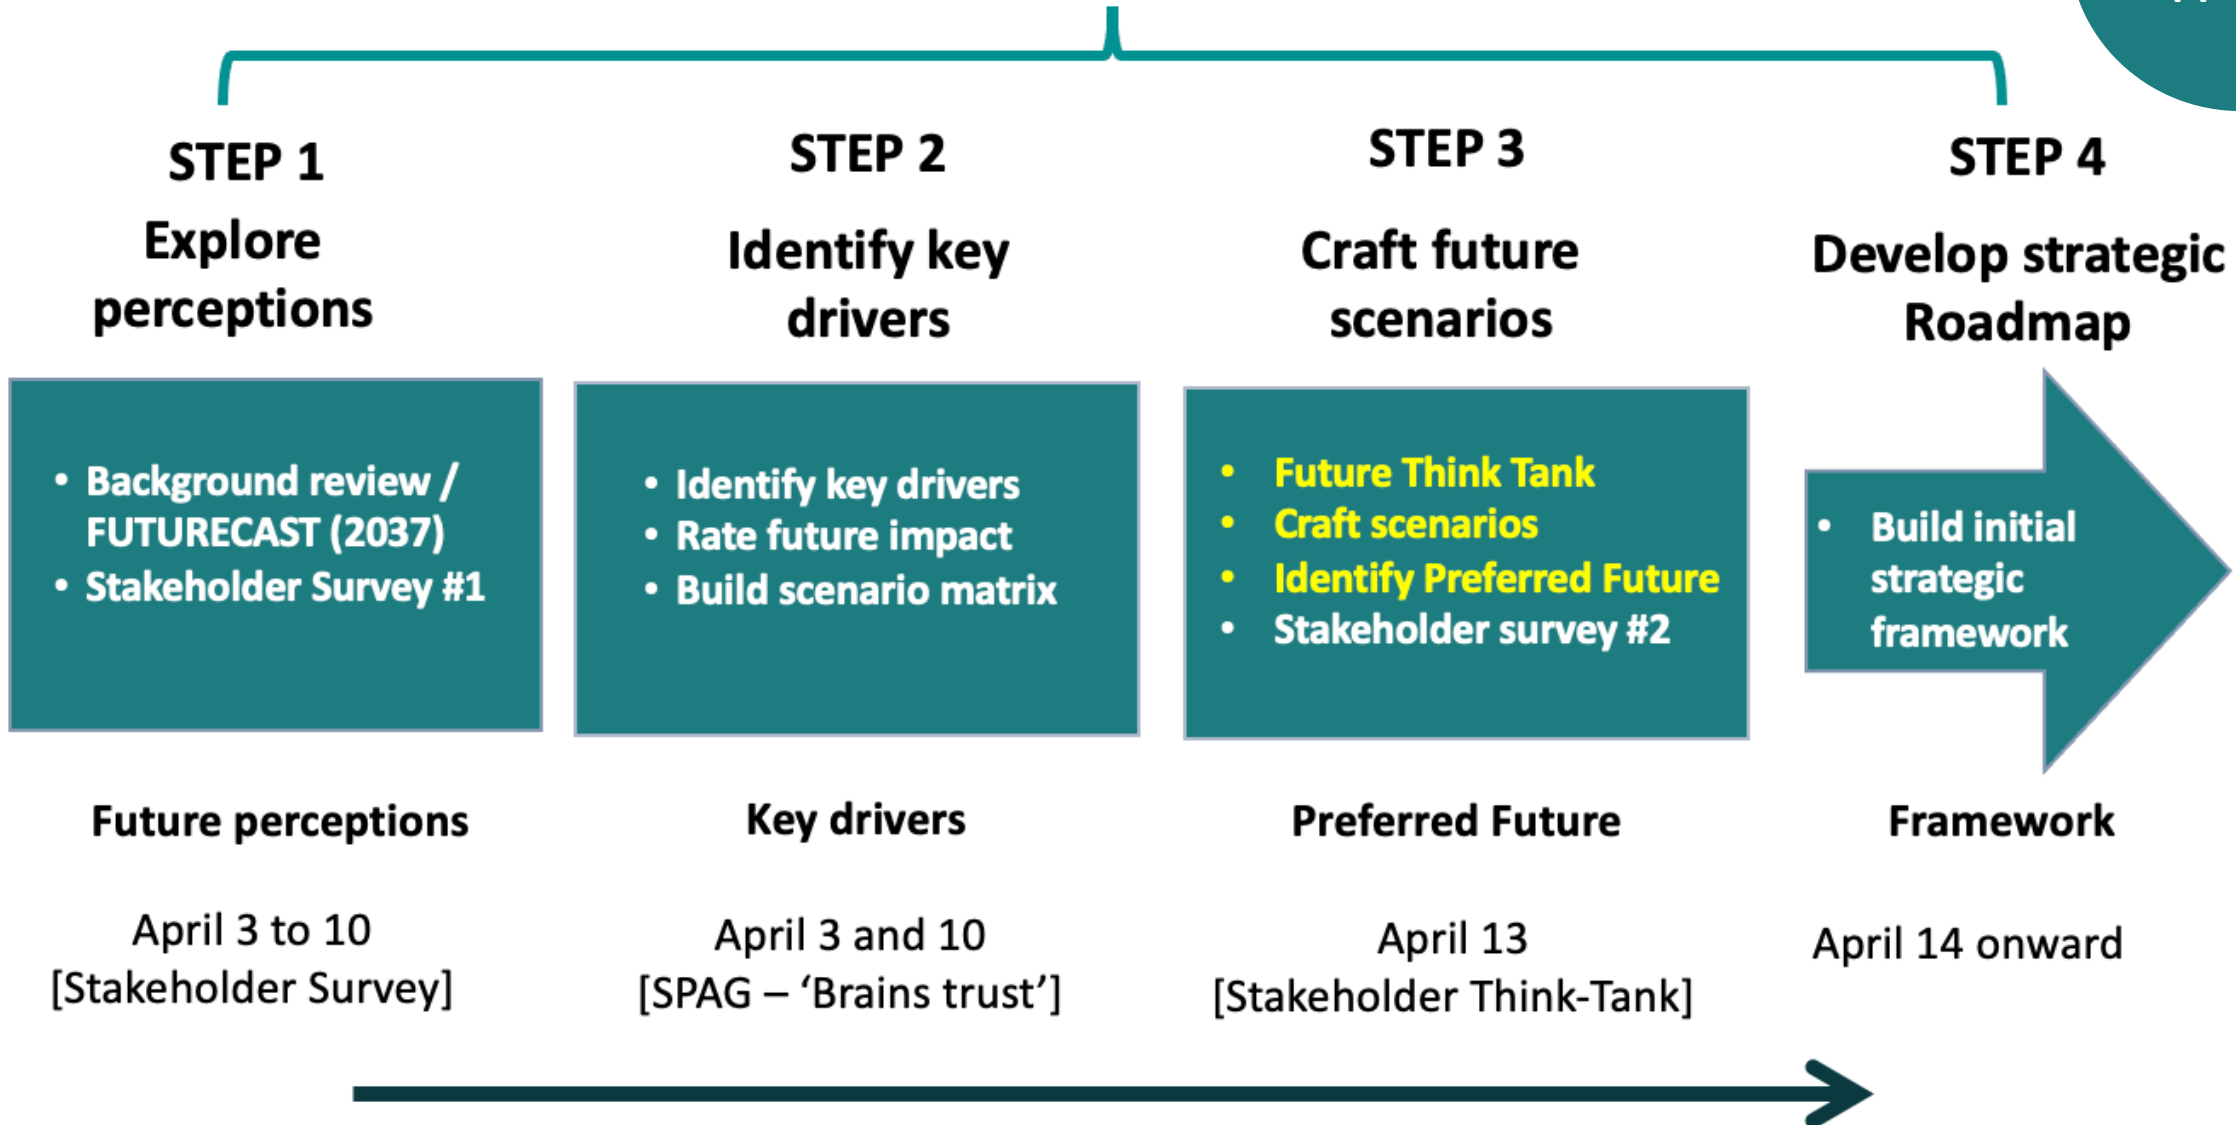 STEP 1
Explore
perceptions
• Background review /
FUTURECAST (2037)
• Stakeholder Survey #1
Future perceptions
April 3 to 10
[Stakeholder Survey]
STEP 2
Identify key
drivers
• Identify key drivers
• Rate future impact
• Build scenario matrix
Key drivers
April 3 and 10
[SPAG – ‘Brains trust’]
STEP 3
Craft future
scenarios
• Future Think Tank
• Craft scenarios
• Identify Preferred Future
• Stakeholder survey #2
Preferred Future
April 13
[Stakeholder Think-Tank]
STEP 4
Develop strategic
Roadmap
• Build initial
strategic
framework
Framework
April 14 onward